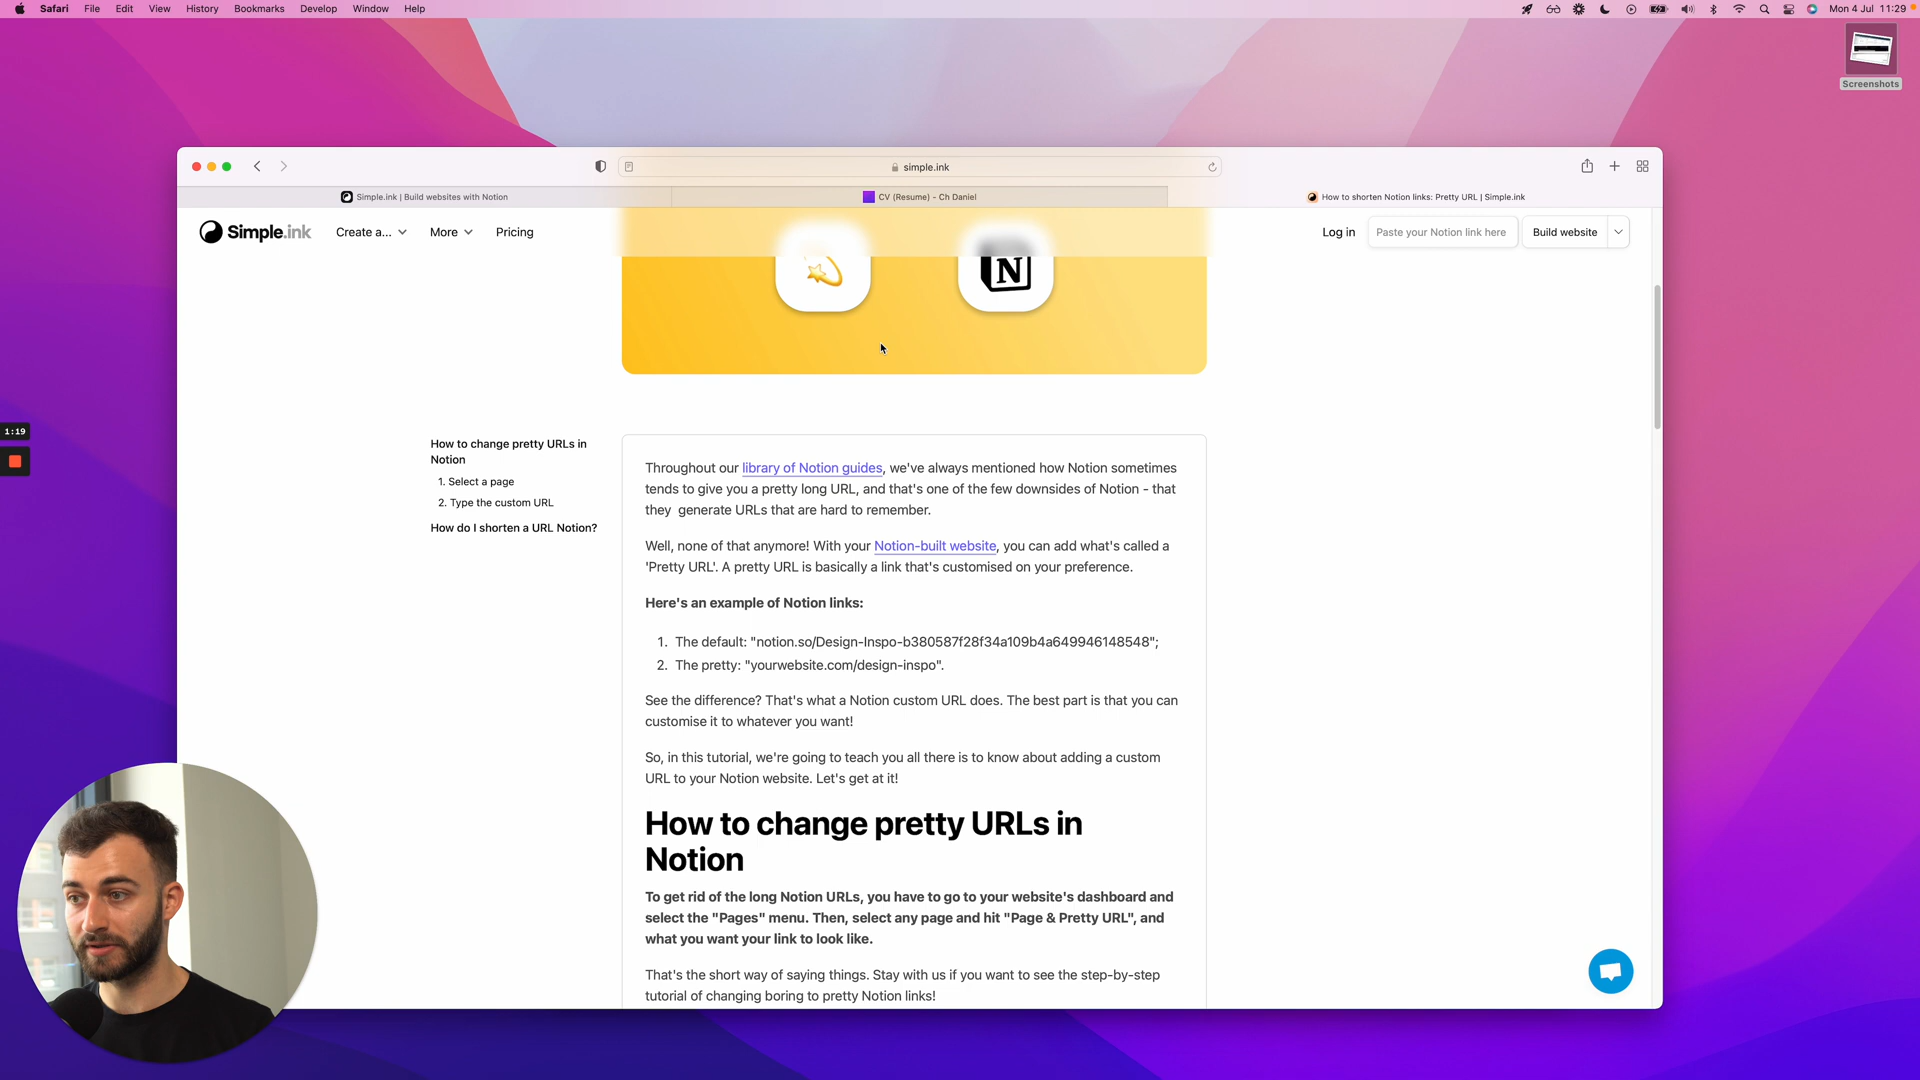 Safari File Edit View History Bookmarks Develop Window Help
Mon 4 Jul 11:29
Screenshots
simple.ink
Simple.ink | Build websites with Notion
CV (Resume) - Ch Daniel
How to shorten Notion links: Pretty URL | Simple.ink
Simple.ink
Create a...
More
Pricing
Log in
Paste your Notion link here
Build website
N
1:19
How to change pretty URLs in
Notion
1. Select a page
2. Type the custom URL
How do I shorten a URL Notion?
Throughout our library of Notion guides, we've always mentioned how Notion sometimes
tends to give you a pretty long URL, and that's one of the few downsides of Notion - that
they generate URLs that are hard to remember.
Well, none of that anymore! With your Notion-built website, you can add what's called a
'Pretty URL'. A pretty URL is basically a link that's customised on your preference.
Here's an example of Notion links:
1. The default: "notion.so/Design-Inspo-b380587f28f34a109b4a649946148548";
2. The pretty: "yourwebsite.com/design-inspo".
See the difference? That's what a Notion custom URL does. The best part is that you can
customise it to whatever you want!
So, in this tutorial, we're going to teach you all there is to know about adding a custom
URL to your Notion website. Let's get at it!
How to change pretty URLs in
Notion
To get rid of the long Notion URLs, you have to go to your website's dashboard and
select the "Pages" menu. Then, select any page and hit "Page & Pretty URL", and
what you want your link to look like.
That's the short way of saying things. Stay with us if you want to see the step-by-step
tutorial of changing boring to pretty Notion links!